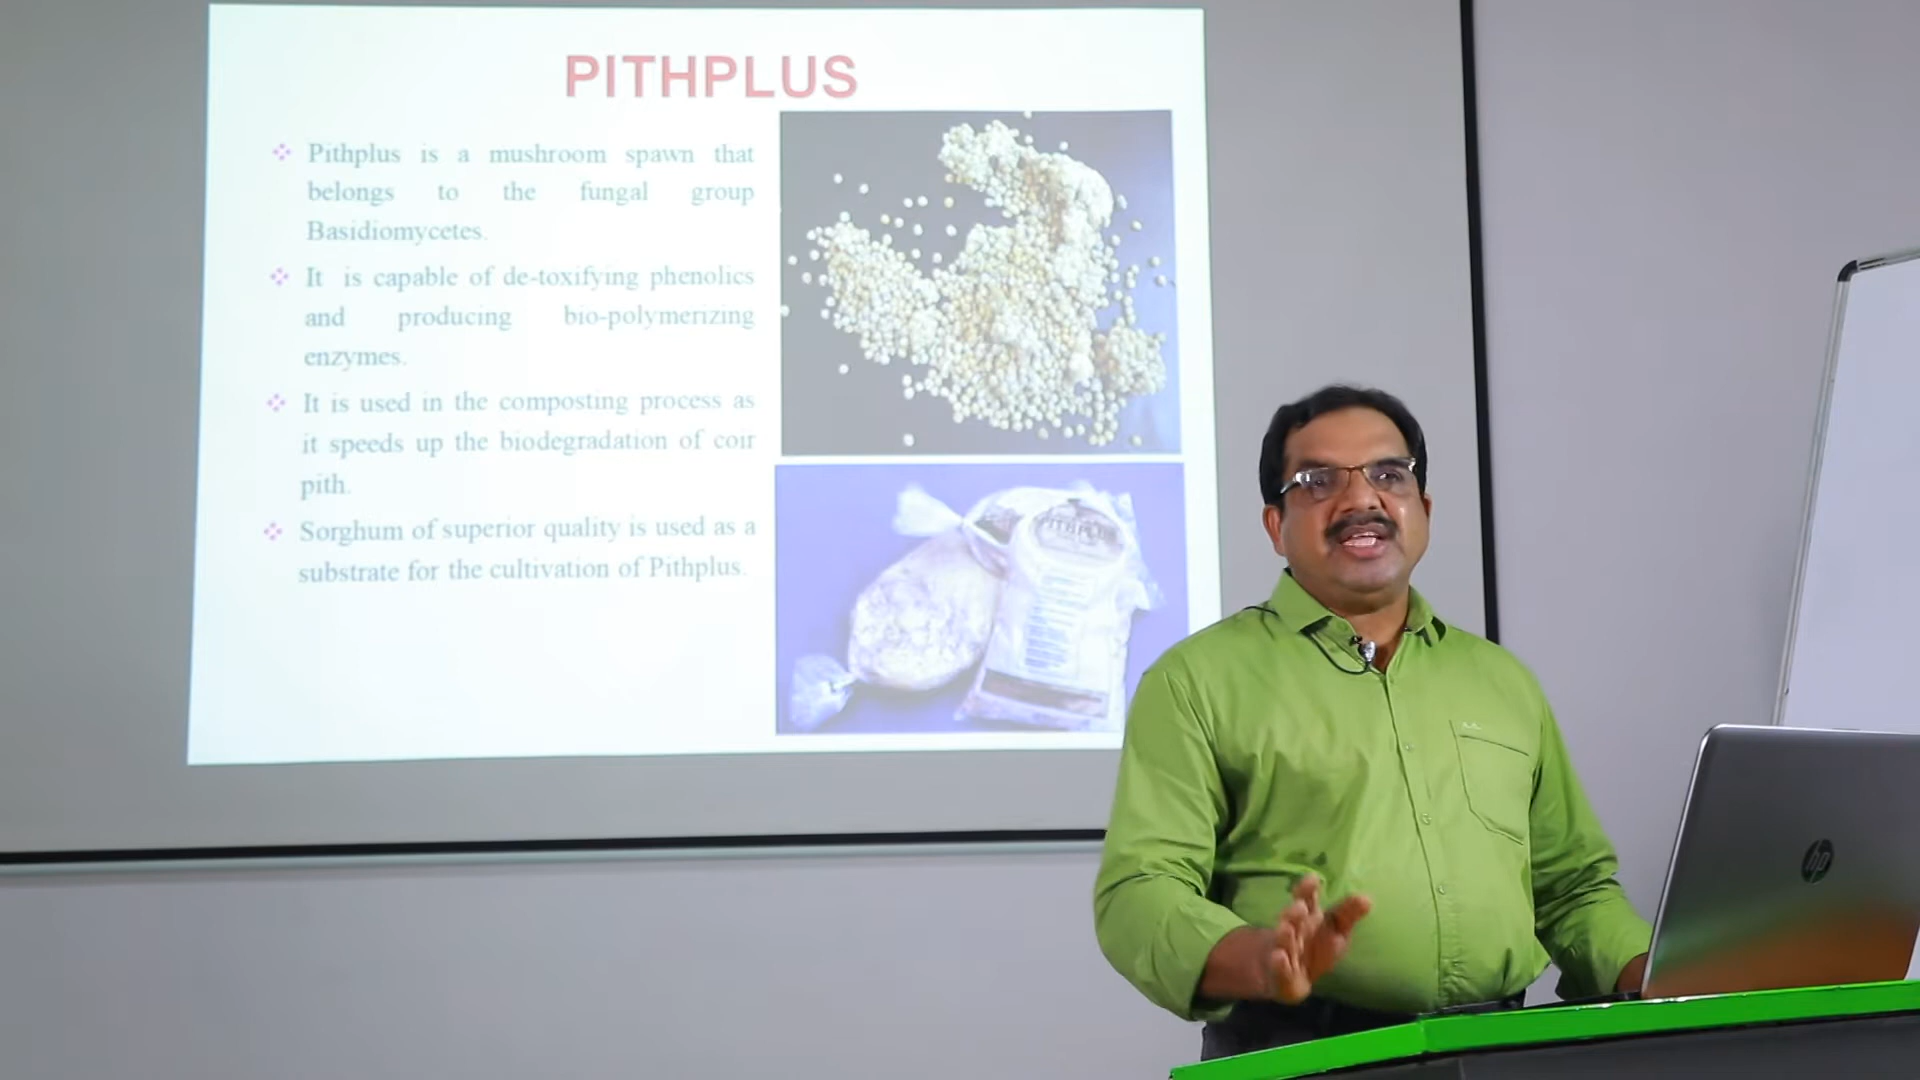 PITHPLUS
Pithplus is a mushroom spawn that
belongs to the fungal group
Basidiomycetes.
It is capable of de-toxifying phenolics
and producing bio-polymerizing
enzymes.
It is used in the composting process as
it speeds up the biodegradation of coir
pith.
Sorghum of superior quality is used as a
substrate for the cultivation of Pithplus.
PITHPLUS
hp